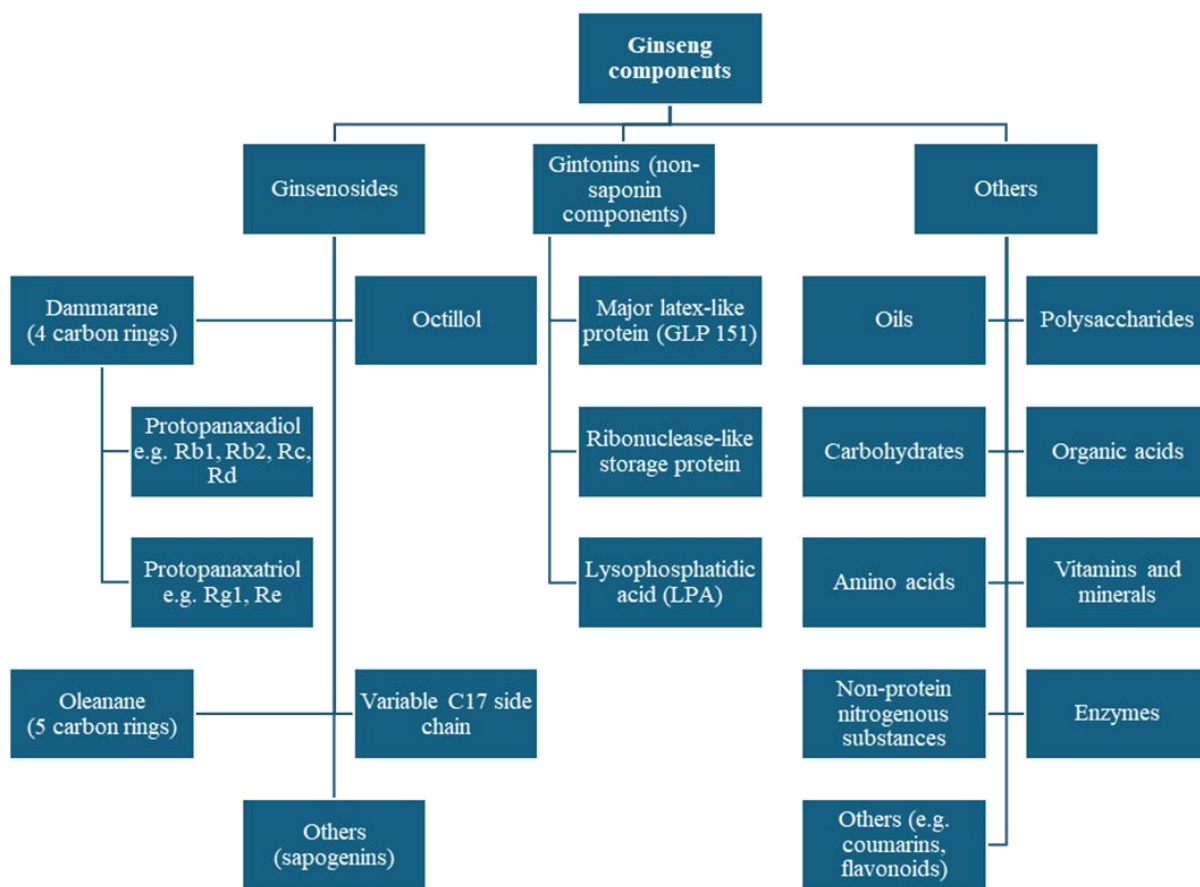 Ginseng
components
Ginsenosides
Gintonins (non-
saponin
components)
Others
Dammarane
(4 carbon rings)
Octillol
Protopanaxadiol
e.g. Rb1, Rb2, Rc,
Rd
Protopanaxatriol
e.g. Rg1, Re
Oleanane
(5 carbon rings)
Variable C17 side
chain
Others
(sapogenins)
Major latex-like
protein (GLP 151)
Ribonuclease-like
storage protein
Lysophosphatidic
acid (LPA)
Oils
Polysaccharides
Carbohydrates
Organic acids
Amino acids
Vitamins and
minerals
Non-protein
nitrogenous
substances
Enzymes
Others (e.g.
coumarins,
flavonoids)